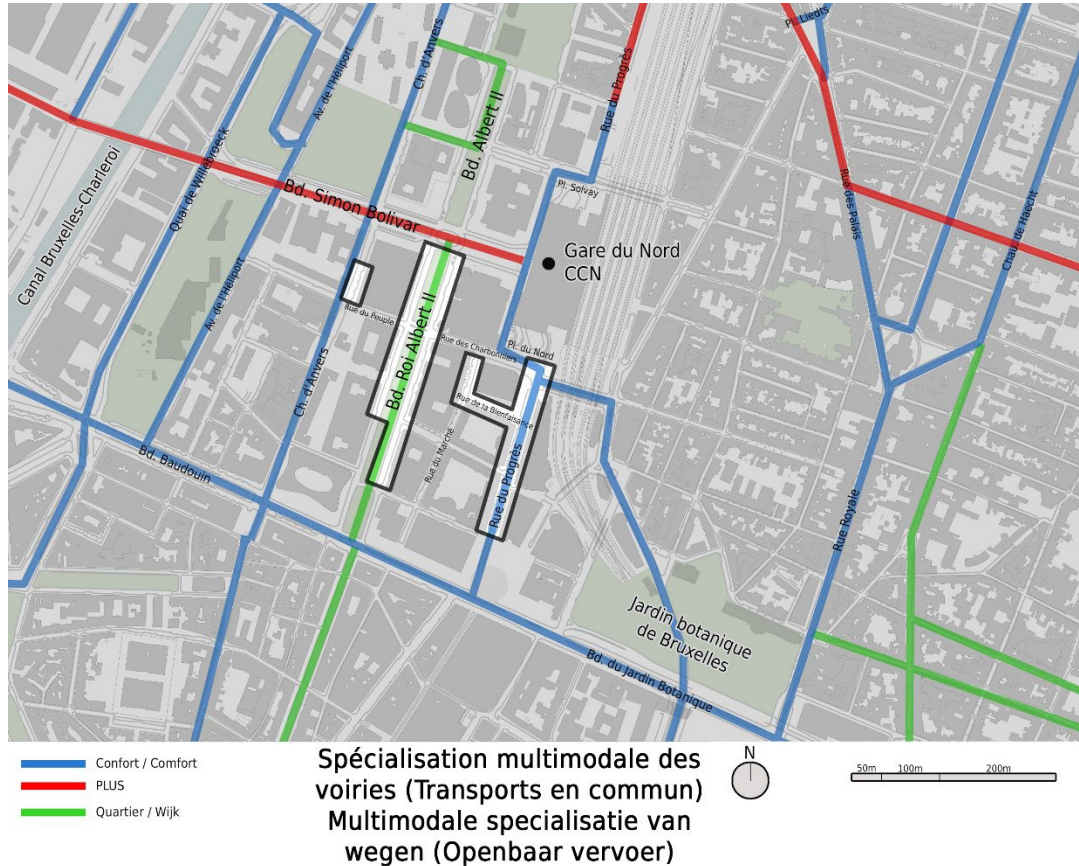 Pl. Liedts
Ch. d'Anvers
Av. de l'Héliport
Rue du Progrès
Bd. Albert II
Quai de Willebroeck
Canal Bruxelles-Charleroi
Bd. Simon Bolivar
Pl. Solvay
Rue des Palais
Chau. de Haecht
Gare du Nord
CCN
Av. de l'Héliport
Rue du Peuple
Bd. Roi Albert II
Rue des Charbonniers
Pl. du Nord
Ch. d'Anvers
Rue de la Bienfaisance
Rue du Marché
Rue du Progrès
Bd. Baudouin
Rue Royale
Jardin botanique
de Bruxelles
Bd. du Jardin Botanique
Confort / Comfort
PLUS
Quartier / Wijk
Spécialisation multimodale des
voiries (Transports en commun)
Multimodale specialisatie van
wegen (Openbaar vervoer)
N
50m 100m 200m